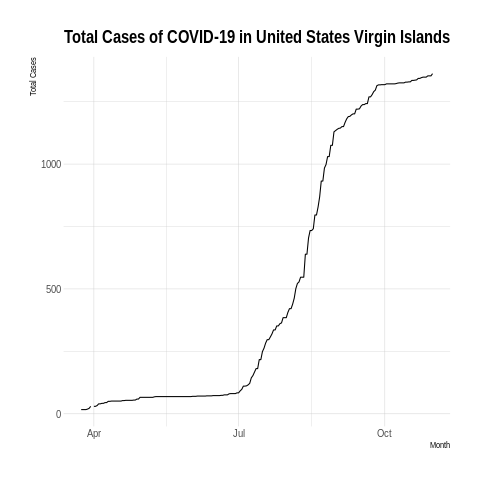 Total Cases of COVID-19 in United States Virgin Islands
Total Cases
1000
500
0
Apr Jul Oct
Month